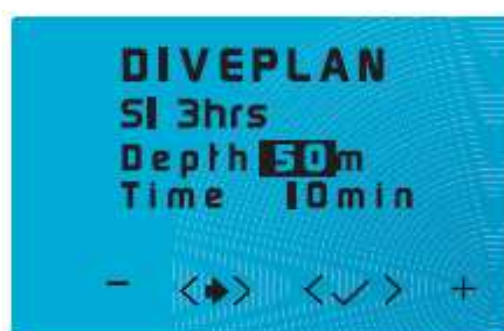 DIVEPLAN
SI 3hrs
Depth 50m
Time 10min
- <➔> <✓> +